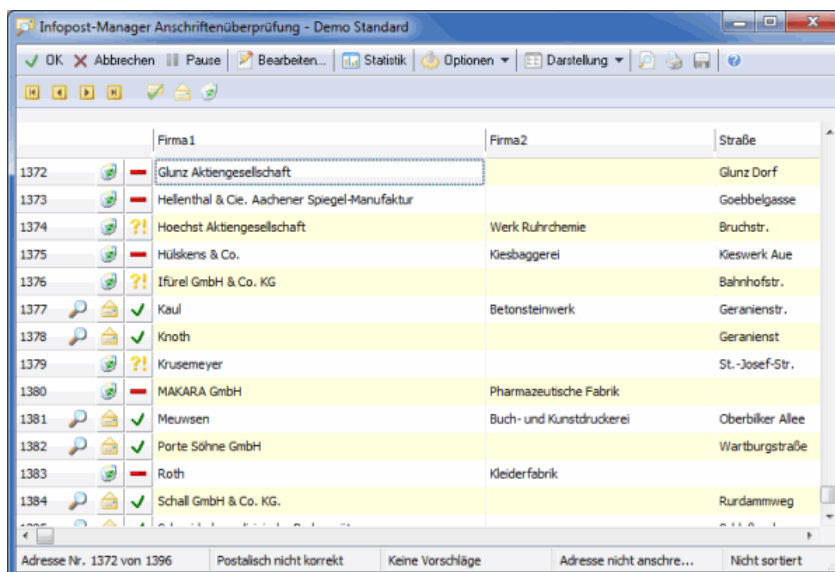 Infopost-Manager Anschriftenüberprüfung - Demo Standard
OK Abbrechen Pause Bearbeiten... Statistik Optionen Darstellung
Firma1 Firma2 Straße
1372 Glunz Aktiengesellschaft Glunz Dorf
1373 Hellenthal & Cie. Aachener Spiegel-Manufaktur Goebbelgasse
1374 ?! Hoechst Aktiengesellschaft Werk Ruhrchemie Bruchstr.
1375 Hülskens & Co. Kiesbaggerei Kieswerk Aue
1376 ?! Ifürel GmbH & Co. KG Bahnhofstr.
1377 Kaul Betonsteinwerk Geranienstr.
1378 Knoth Geranienst
1379 ?! Krusemeyer St.-Josef-Str.
1380 MAKARA GmbH Pharmazeutische Fabrik
1381 Meuwsen Buch- und Kunstdruckerei Oberbilker Allee
1382 Porte Söhne GmbH Wartburgstraße
1383 Roth Kleiderfabrik
1384 Schall GmbH & Co. KG. Rurdammweg
Adresse Nr. 1372 von 1396 Postalisch nicht korrekt Keine Vorschläge Adresse nicht anschre... Nicht sortiert